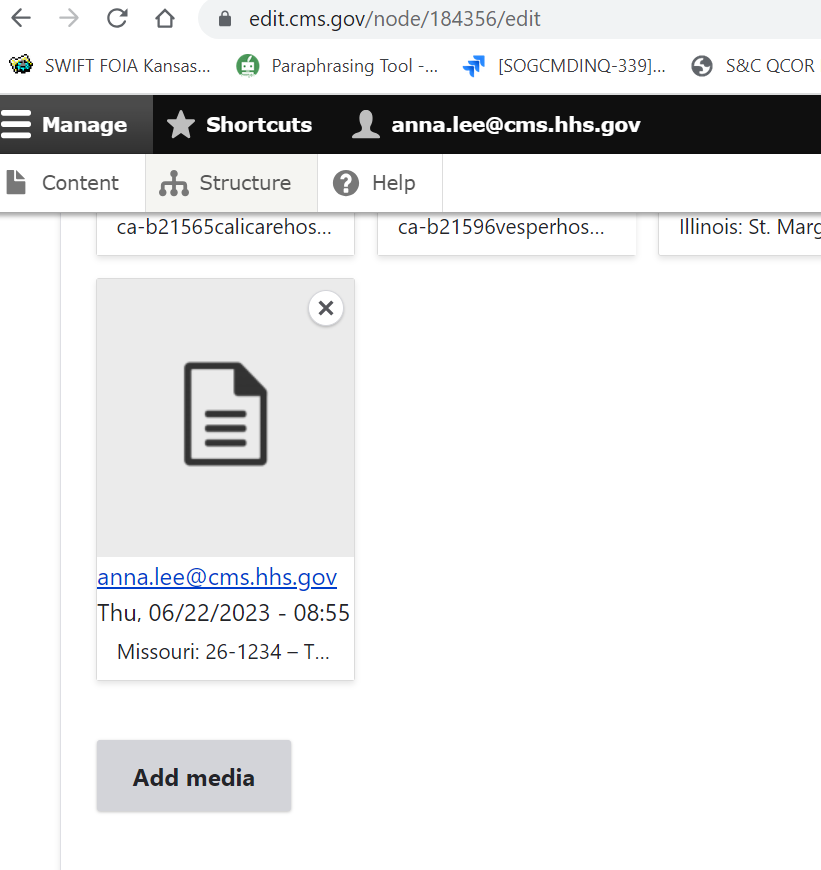 edit.cms.gov/node/184356/edit
SWIFT FOIA Kansas... Paraphrasing Tool -... [SOGCMDINQ-339]... S&C QCOR
Manage Shortcuts anna.lee@cms.hhs.gov
Content Structure Help
ca-b21565calicarehos... ca-b21596vesperhos... Illinois: St. Marg
anna.lee@cms.hhs.gov
Thu, 06/22/2023 - 08:55
Missouri: 26-1234 – T...
Add media